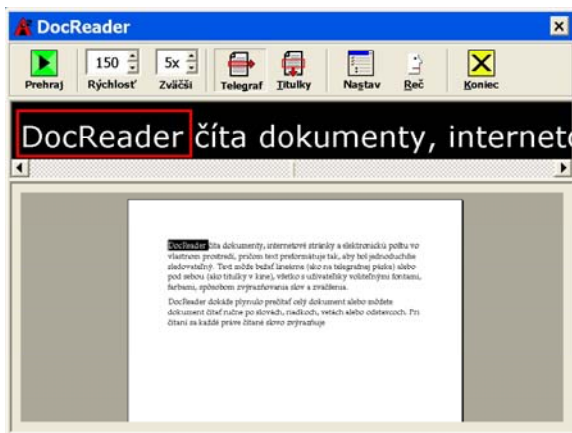 DocReader
150 5x
Prehraj Rýchlosť Zväčši Telegraf Titulky Nastav Reč Koniec
DocReader číta dokumenty, interneto
DocReader číta dokumenty, internetové stránky a elektronickú poštu vo
vlastnom prostredí, pričom text preformátuje tak, aby bol jednoduchšie
sledovateľný. Text môže bežať lineárne (ako na telegrafnej páske) alebo
pod sebou (ako titulky v kine), všetko s užívateľsky voliteľnými fontami,
farbami, spôsobom zvýrazňovania slov a zväčšenia.
DocReader dokáže plynulo prečítať celý dokument alebo môžete
dokument čítať ručne po slovách, riadkoch, vetách alebo odstavcoch. Pri
čítaní sa každé práve čítané slovo zvýrazňuje